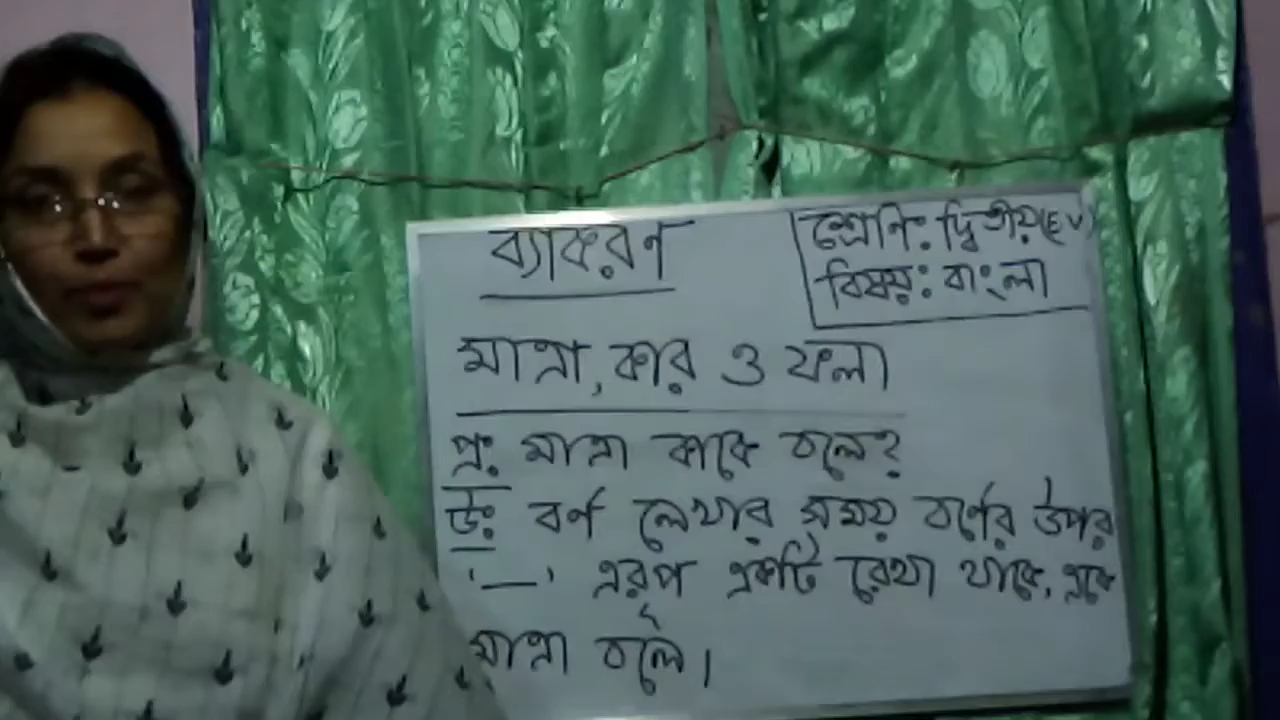 ব্যাকরণ
শ্রেণি: দ্বিতীয়(EV)
বিষয়: বাংলা
মাত্রা, কার ও ফলা
প্র: মাত্রা কাকে বলে?
উ: বর্ণ লেখার সময় বর্ণের উপর
'—' এরূপ একটি রেখা থাকে, একে
মাত্রা বলে।